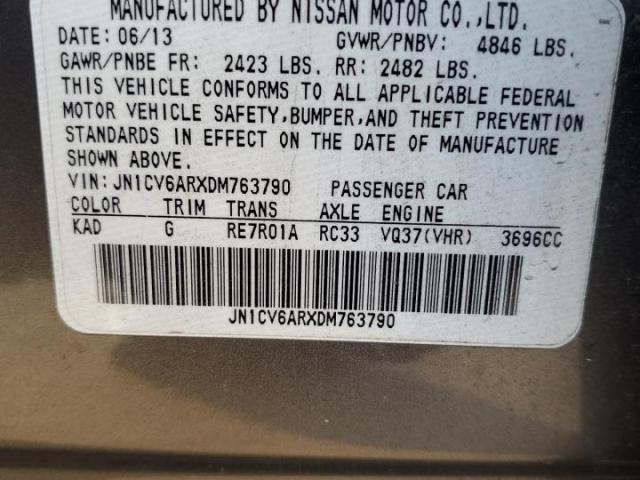 MANUFACTURED BY NISSAN MOTOR CO.,LTD.
DATE: 06/13 GVWR/PNBV: 4846 LBS.
GAWR/PNBE FR: 2423 LBS. RR: 2482 LBS.
THIS VEHICLE CONFORMS TO ALL APPLICABLE FEDERAL
MOTOR VEHICLE SAFETY,BUMPER,AND THEFT PREVENTION
STANDARDS IN EFFECT ON THE DATE OF MANUFACTURE
SHOWN ABOVE.
VIN:JN1CV6ARXDM763790 PASSENGER CAR
COLOR TRIM TRANS AXLE ENGINE
KAD G RE7R01A RC33 VQ37(VHR) 3696CC
JN1CV6ARXDM763790